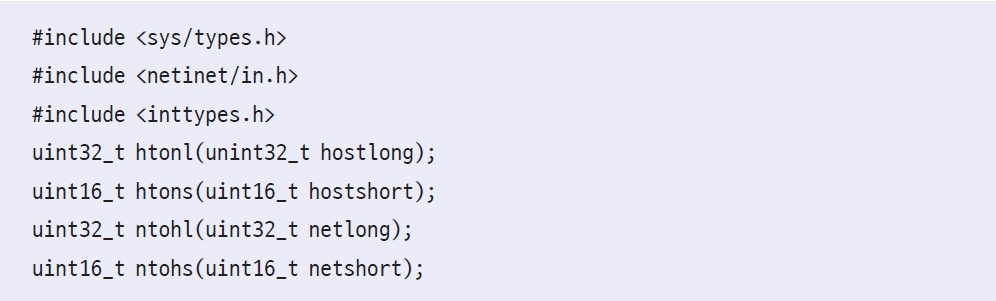 #include <sys/types.h>
#include <netinet/in.h>
#include <inttypes.h>
uint32_t htonl(unint32_t hostlong);
uint16_t htons(uint16_t hostshort);
uint32_t ntohl(uint32_t netlong);
uint16_t ntohs(uint16_t netshort);